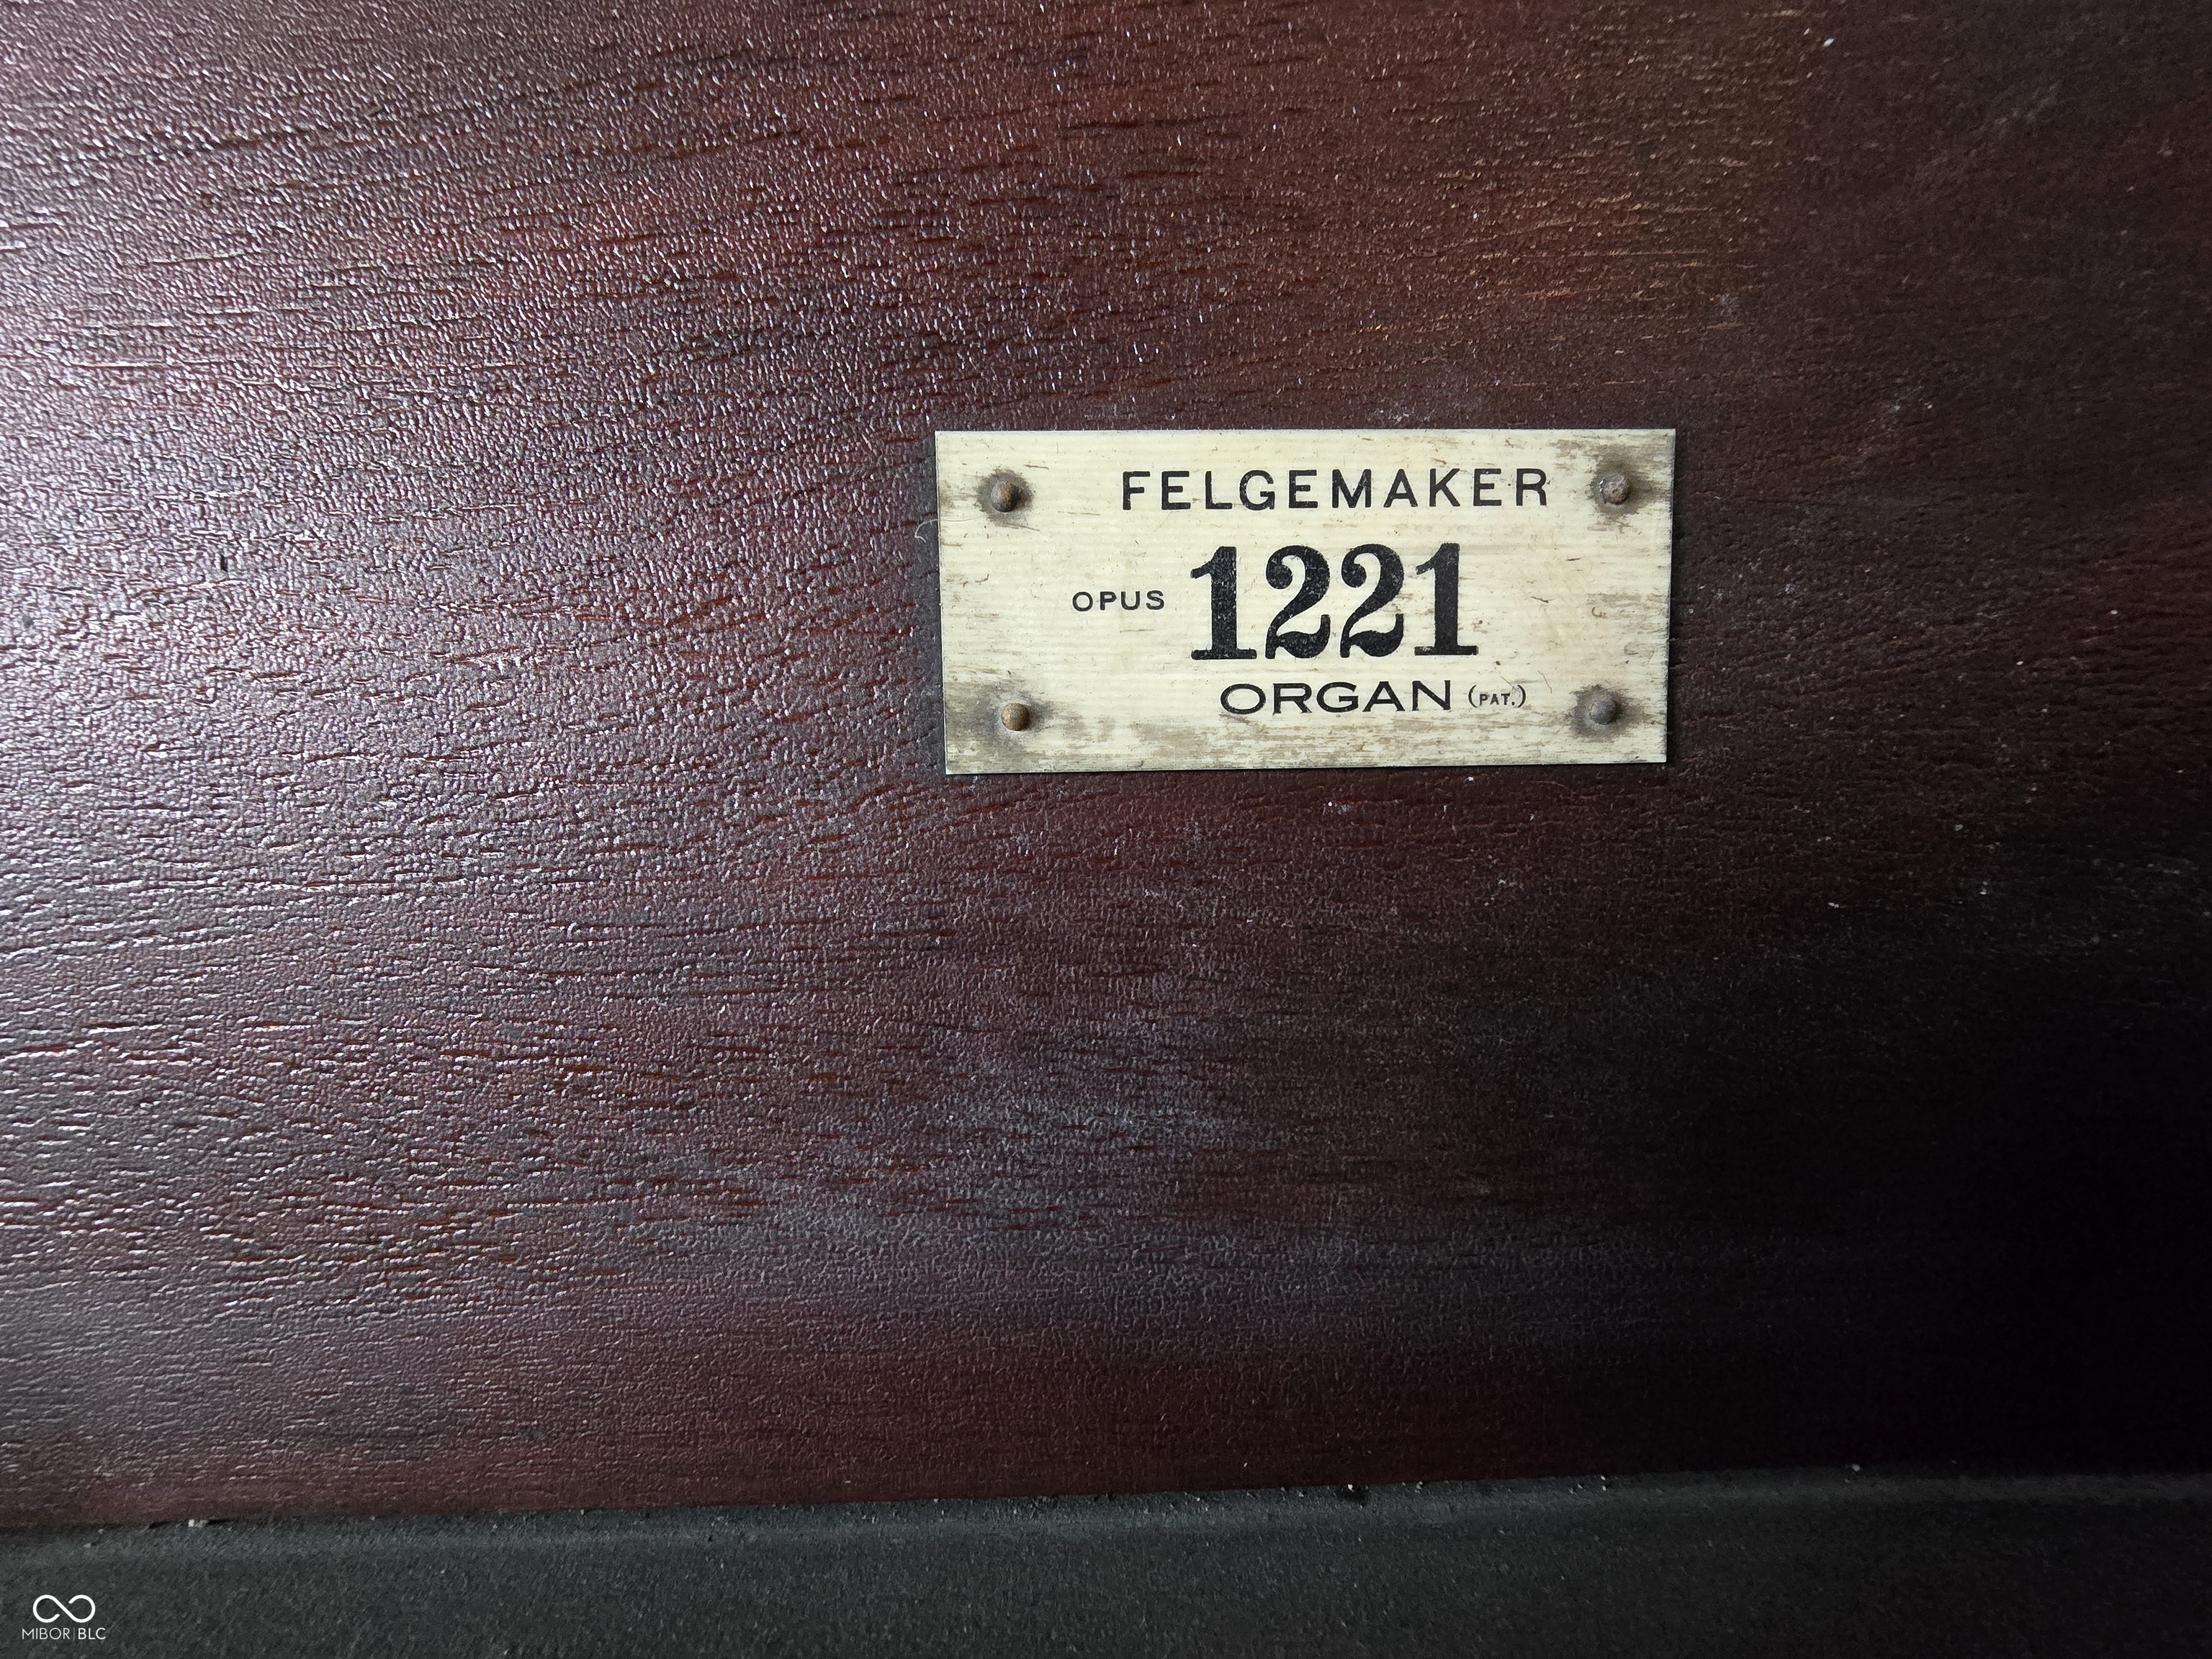 FELGEMAKER
OPUS 1221
ORGAN (PAT.)
MIBOR|BLC